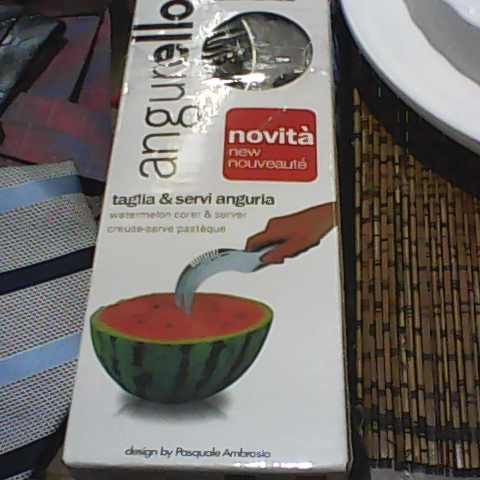 angurello
novità
new
nouveauté
taglia & servi anguria
watermelon corer & server
creuse-serve pastèque
design by Pasquale Ambrosio